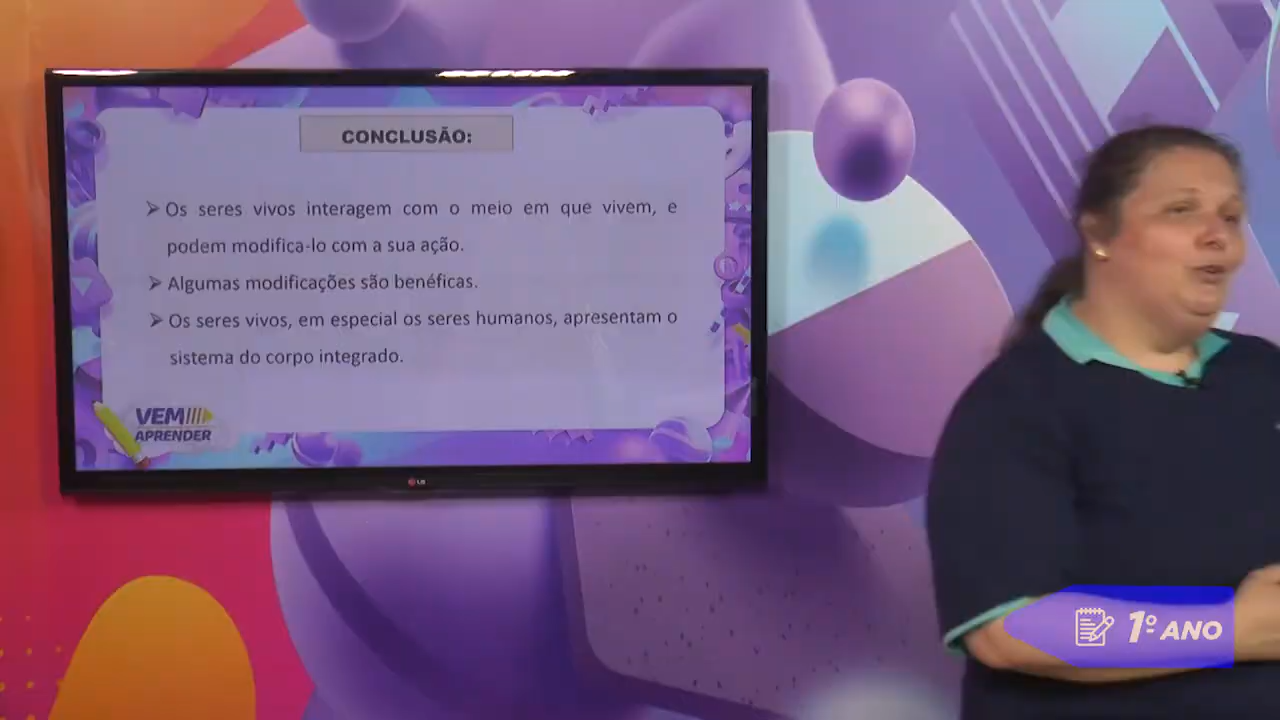 CONCLUSÃO:
➢ Os seres vivos interagem com o meio em que vivem, e
podem modifica-lo com a sua ação.
➢ Algumas modificações são benéficas.
➢ Os seres vivos, em especial os seres humanos, apresentam o
sistema do corpo integrado.
VEM
APRENDER
LG
1º ANO